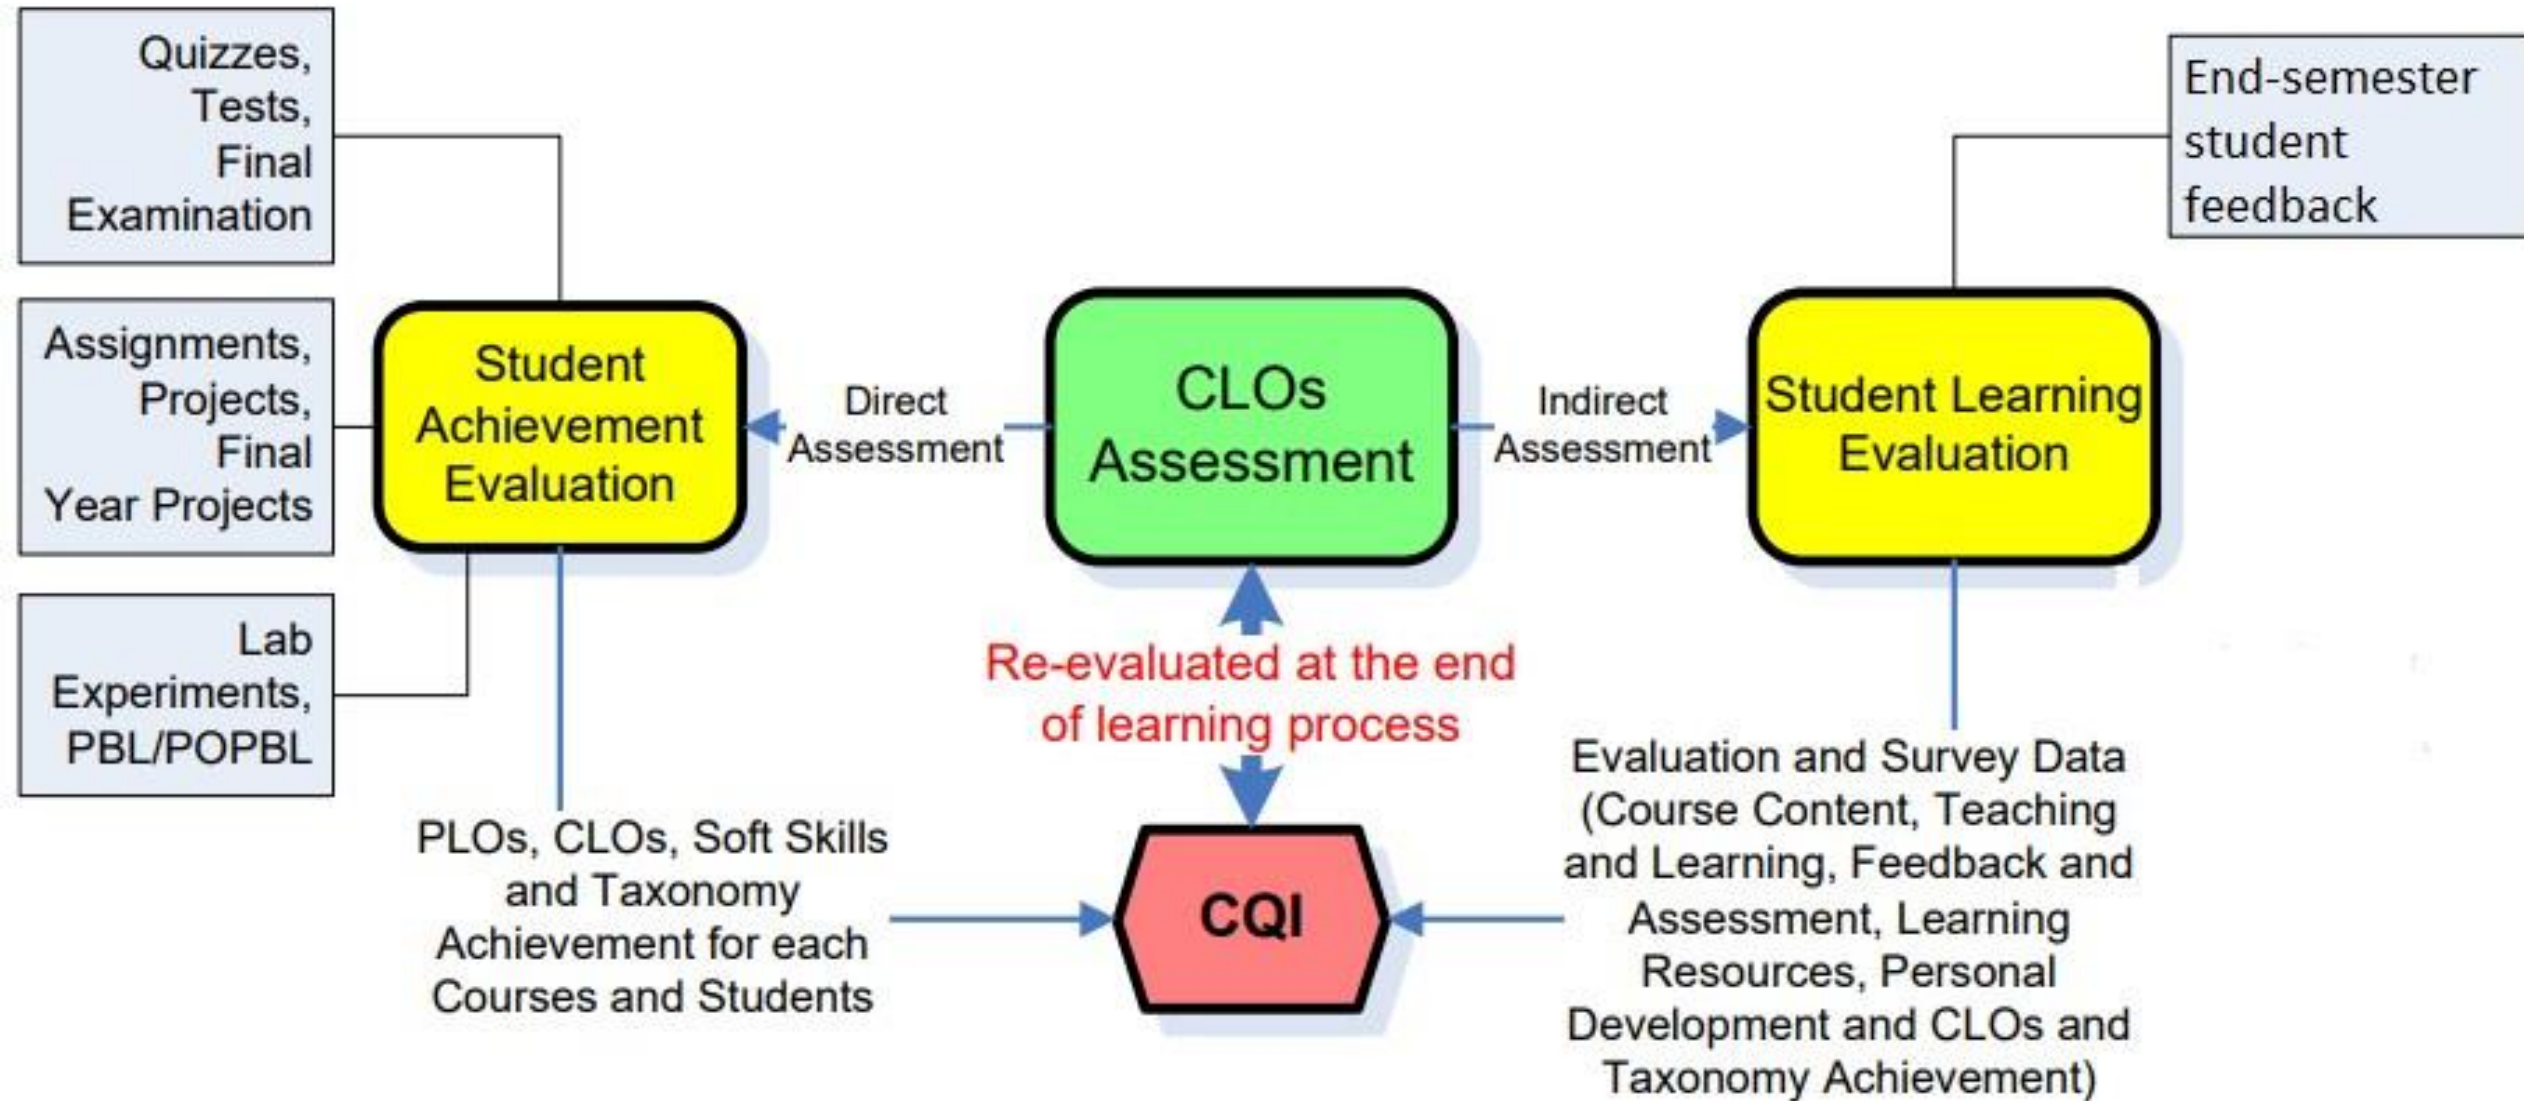 Quizzes,
Tests,
Final
Examination
Assignments,
Projects,
Final
Year Projects
Lab
Experiments,
PBL/POPBL
Student
Achievement
Evaluation
Direct
Assessment
CLOs
Assessment
Indirect
Assessment
Student Learning
Evaluation
End-semester
student
feedback
Re-evaluated at the end
of learning process
PLOs, CLOs, Soft Skills
and Taxonomy
Achievement for each
Courses and Students
CQI
Evaluation and Survey Data
(Course Content, Teaching
and Learning, Feedback and
Assessment, Learning
Resources, Personal
Development and CLOs and
Taxonomy Achievement)